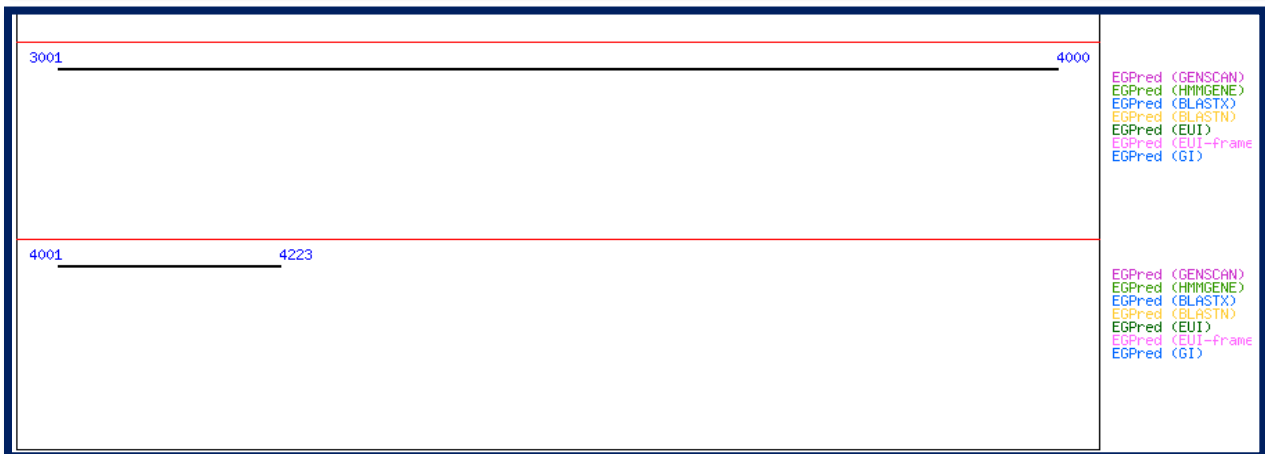 3001 4000
EGPred (GENSCAN)
EGPred (HMMGENE)
EGPred (BLASTX)
EGPred (BLASTN)
EGPred (EUI)
EGPred (EUI-frame
EGPred (GI)
4001 4223
EGPred (GENSCAN)
EGPred (HMMGENE)
EGPred (BLASTX)
EGPred (BLASTN)
EGPred (EUI)
EGPred (EUI-frame
EGPred (GI)